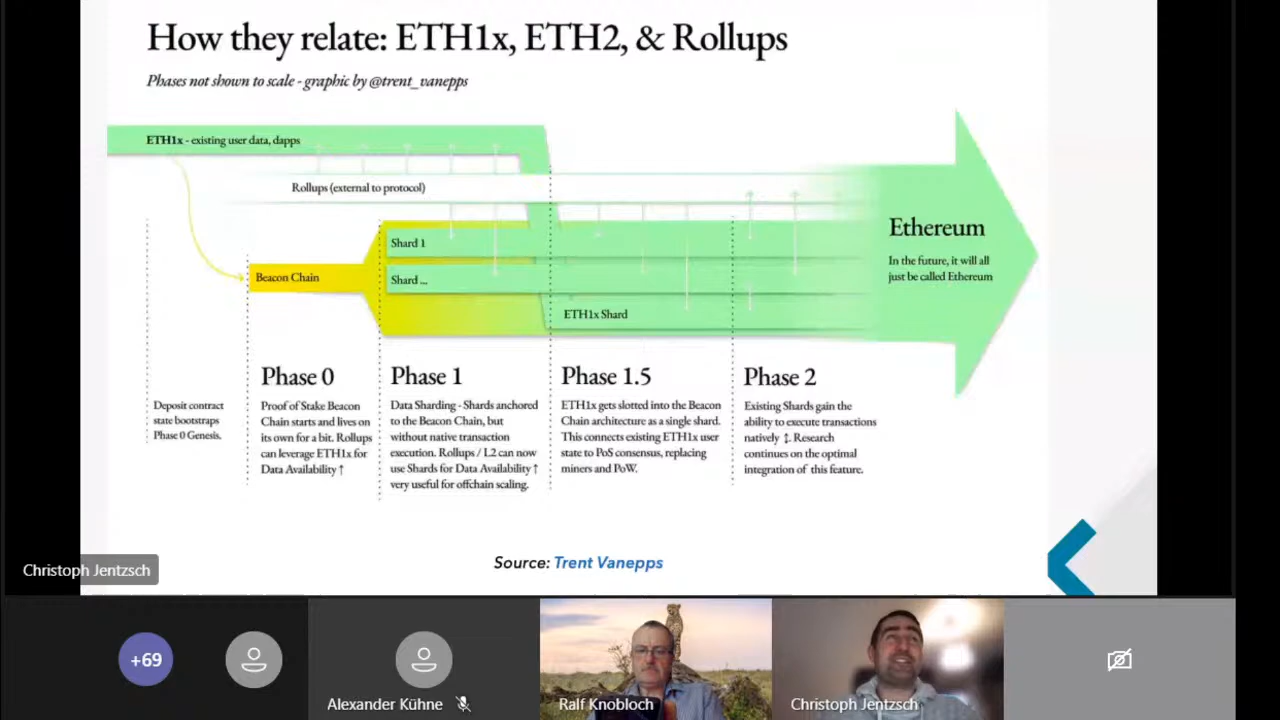 How they relate: ETH1x, ETH2, & Rollups
Phases not shown to scale - graphic by @trent_vanepps
ETH1x - existing user data, dapps
Rollups (external to protocol)
Shard 1
Beacon Chain
Shard ...
ETH1x Shard
Ethereum
In the future, it will all
just be called Ethereum
Deposit contract
state bootstraps
Phase 0 Genesis.
Phase 0
Proof of Stake Beacon
Chain starts and lives on
its own for a bit. Rollups
can leverage ETH1x for
Data Availability ↑
Phase 1
Data Sharding - Shards anchored
to the Beacon Chain, but
without native transaction
execution. Rollups / L2 can now
use Shards for Data Availability ↑
very useful for offchain scaling.
Phase 1.5
ETH1x gets slotted into the Beacon
Chain architecture as a single shard.
This connects existing ETH1x user
state to PoS consensus, replacing
miners and PoW.
Phase 2
Existing Shards gain the
ability to execute transactions
natively ↕. Research
continues on the optimal
integration of this feature.
Source: Trent Vanepps
Christoph Jentzsch
+69
Alexander Kühne
Ralf Knobloch
Christoph Jentzsch